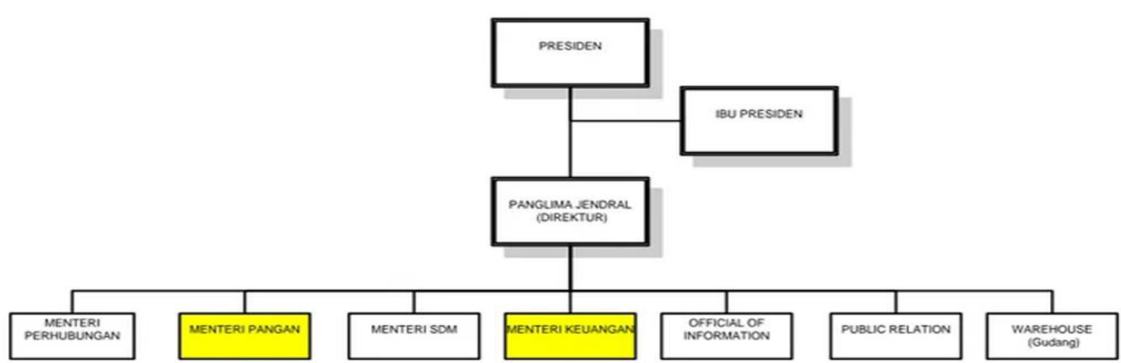 PRESIDEN
IBU PRESIDEN
PANGLIMA JENDRAL
(DIREKTUR)
MENTERI
PERHUBUNGAN
MENTERI PANGAN
MENTERI SDM
MENTERI KEUANGAN
OFFICIAL OF
INFORMATION
PUBLIC RELATION
WAREHOUSE
(Gudang)